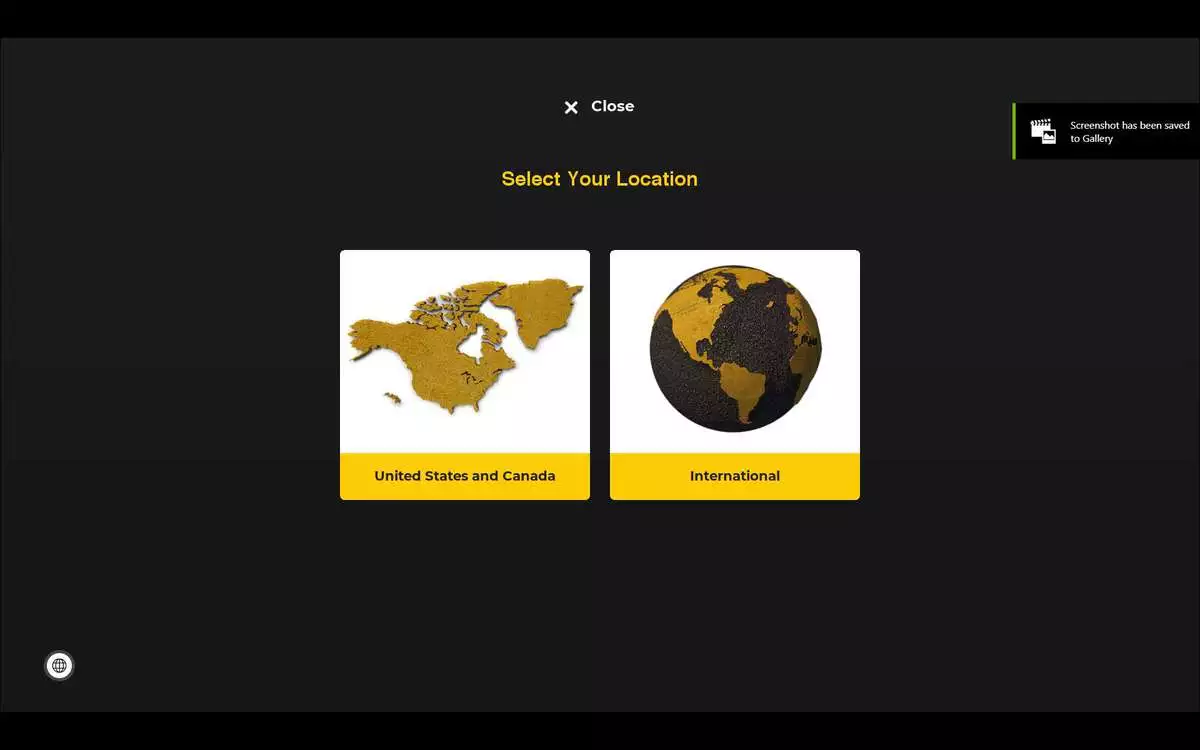 Close
Screenshot has been saved
to Gallery
Select Your Location
United States and Canada
International